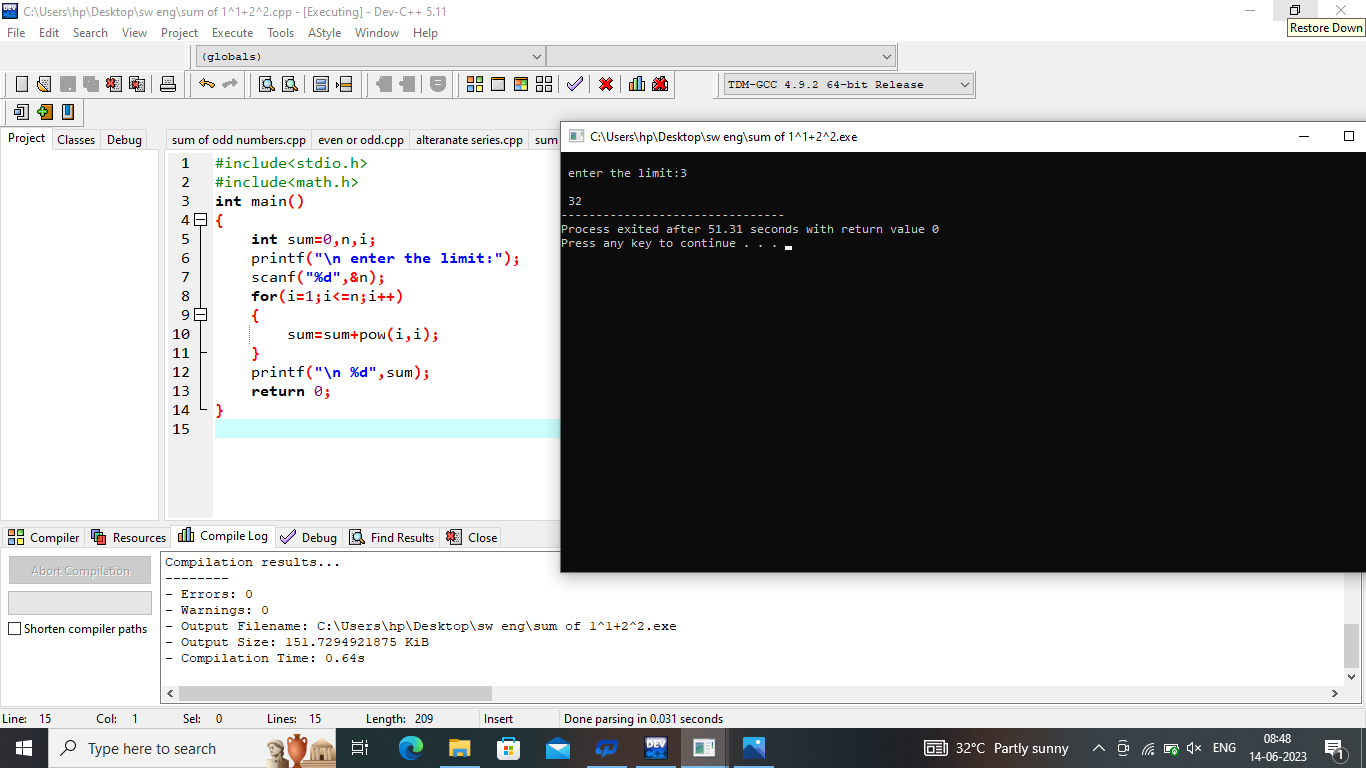 C:\Users\hp\Desktop\sw eng\sum of 1^1+2^2.cpp - [Executing] - Dev-C++ 5.11
Restore Down
File Edit Search View Project Execute Tools AStyle Window Help
(globals)
TDM-GCC 4.9.2 64-bit Release
Project Classes Debug
sum of odd numbers.cpp even or odd.cpp alteranate series.cpp sum
1 #include<stdio.h>
2 #include<math.h>
3 int main()
4 {
5 int sum=0,n,i;
6 printf("\n enter the limit:");
7 scanf("%d",&n);
8 for(i=1;i<=n;i++)
9 {
10 sum=sum+pow(i,i);
11 }
12 printf("\n %d",sum);
13 return 0;
14 }
15
C:\Users\hp\Desktop\sw eng\sum of 1^1+2^2.exe
enter the limit:3
32
--------------------------------
Process exited after 51.31 seconds with return value 0
Press any key to continue . . .
Compiler Resources Compile Log Debug Find Results Close
Abort Compilation
Shorten compiler paths
Compilation results...
--------
- Errors: 0
- Warnings: 0
- Output Filename: C:\Users\hp\Desktop\sw eng\sum of 1^1+2^2.exe
- Output Size: 151.7294921875 KiB
- Compilation Time: 0.64s
Line: 15 Col: 1 Sel: 0 Lines: 15 Length: 209 Insert Done parsing in 0.031 seconds
Type here to search
DEV
32°C Partly sunny
ENG
08:48
14-06-2023
1